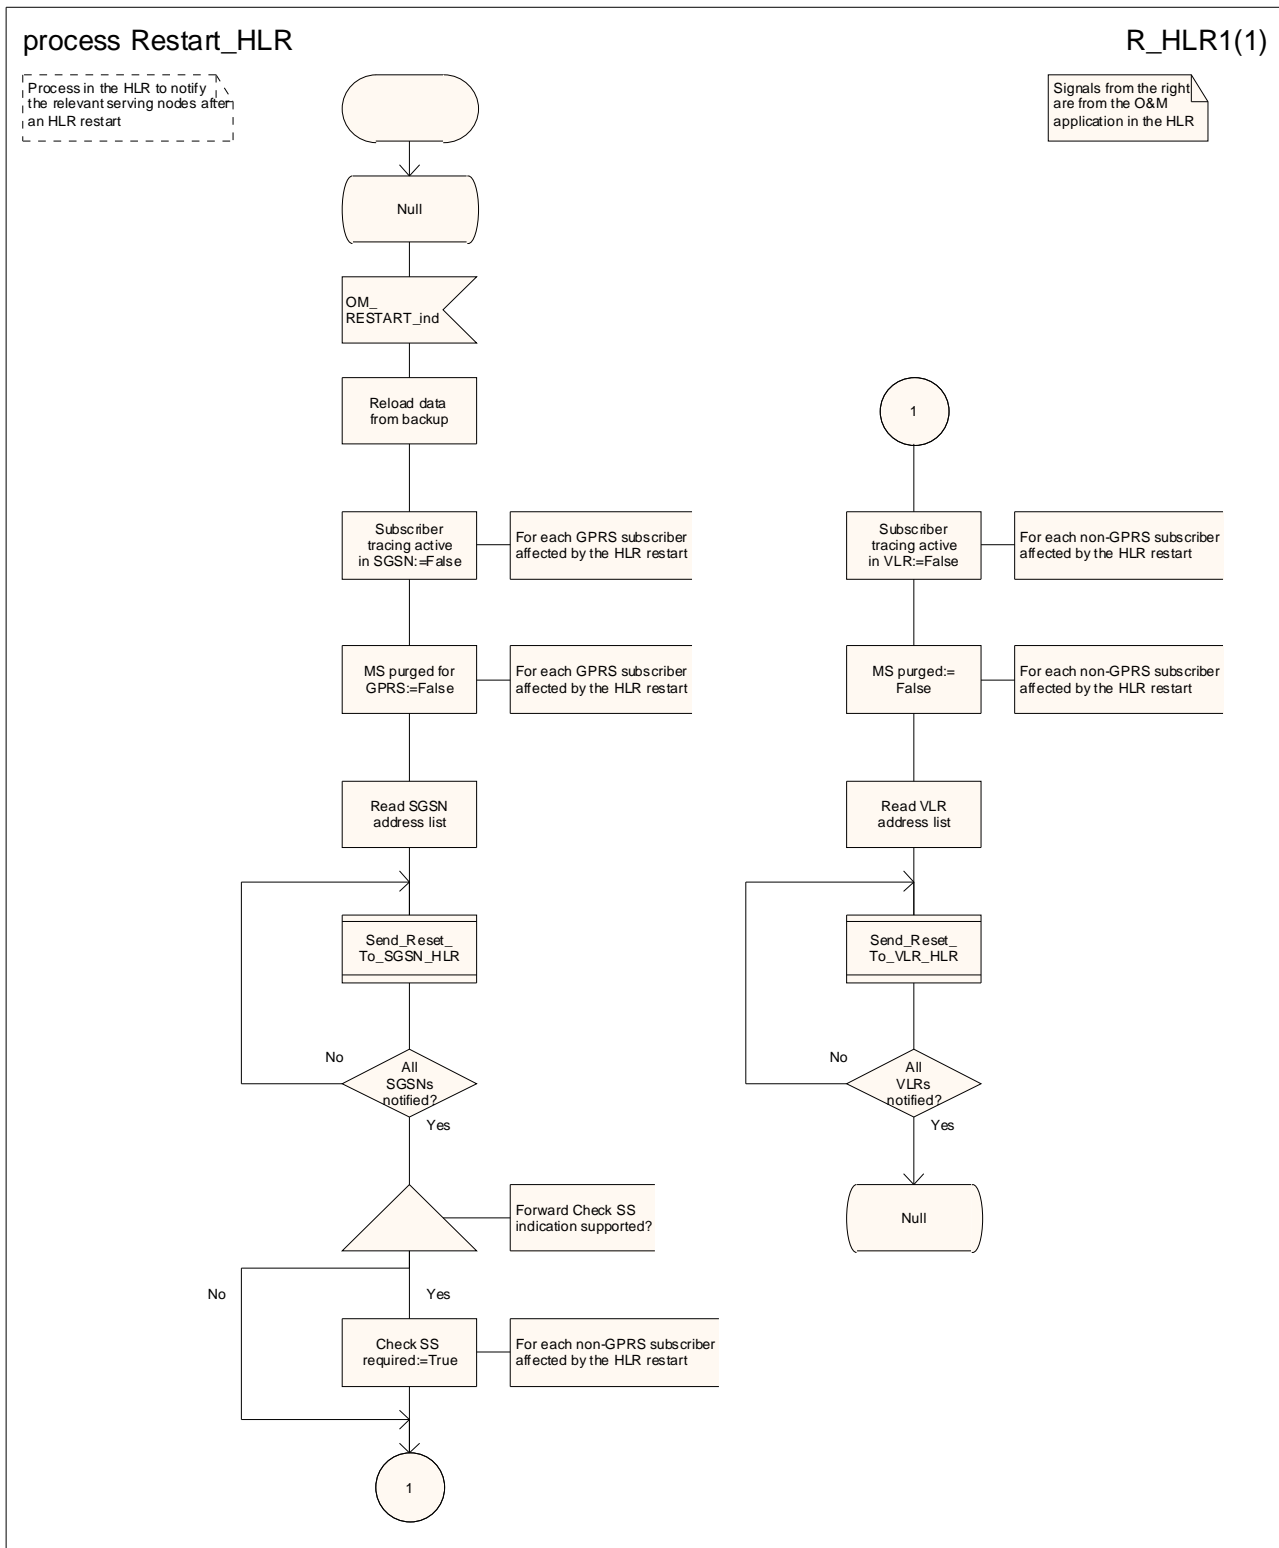 process Restart_HLR
R_HLR1(1)
Process in the HLR to notify
the relevant serving nodes after
an HLR restart
Signals from the right
are from the O&M
application in the HLR
Null
OM_
RESTART_ind
Reload data
from backup
Subscriber
tracing active
in SGSN:=False
For each GPRS subscriber
affected by the HLR restart
MS purged for
GPRS:=False
For each GPRS subscriber
affected by the HLR restart
Read SGSN
address list
Send_Reset_
To_SGSN_HLR
No
All
SGSNs
notified?
Yes
Forward Check SS
indication supported?
No
Yes
Check SS
required:=True
For each non-GPRS subscriber
affected by the HLR restart
1
1
Subscriber
tracing active
in VLR:=False
For each non-GPRS subscriber
affected by the HLR restart
MS purged:=
False
For each non-GPRS subscriber
affected by the HLR restart
Read VLR
address list
Send_Reset_
To_VLR_HLR
No
All
VLRs
notified?
Yes
Null